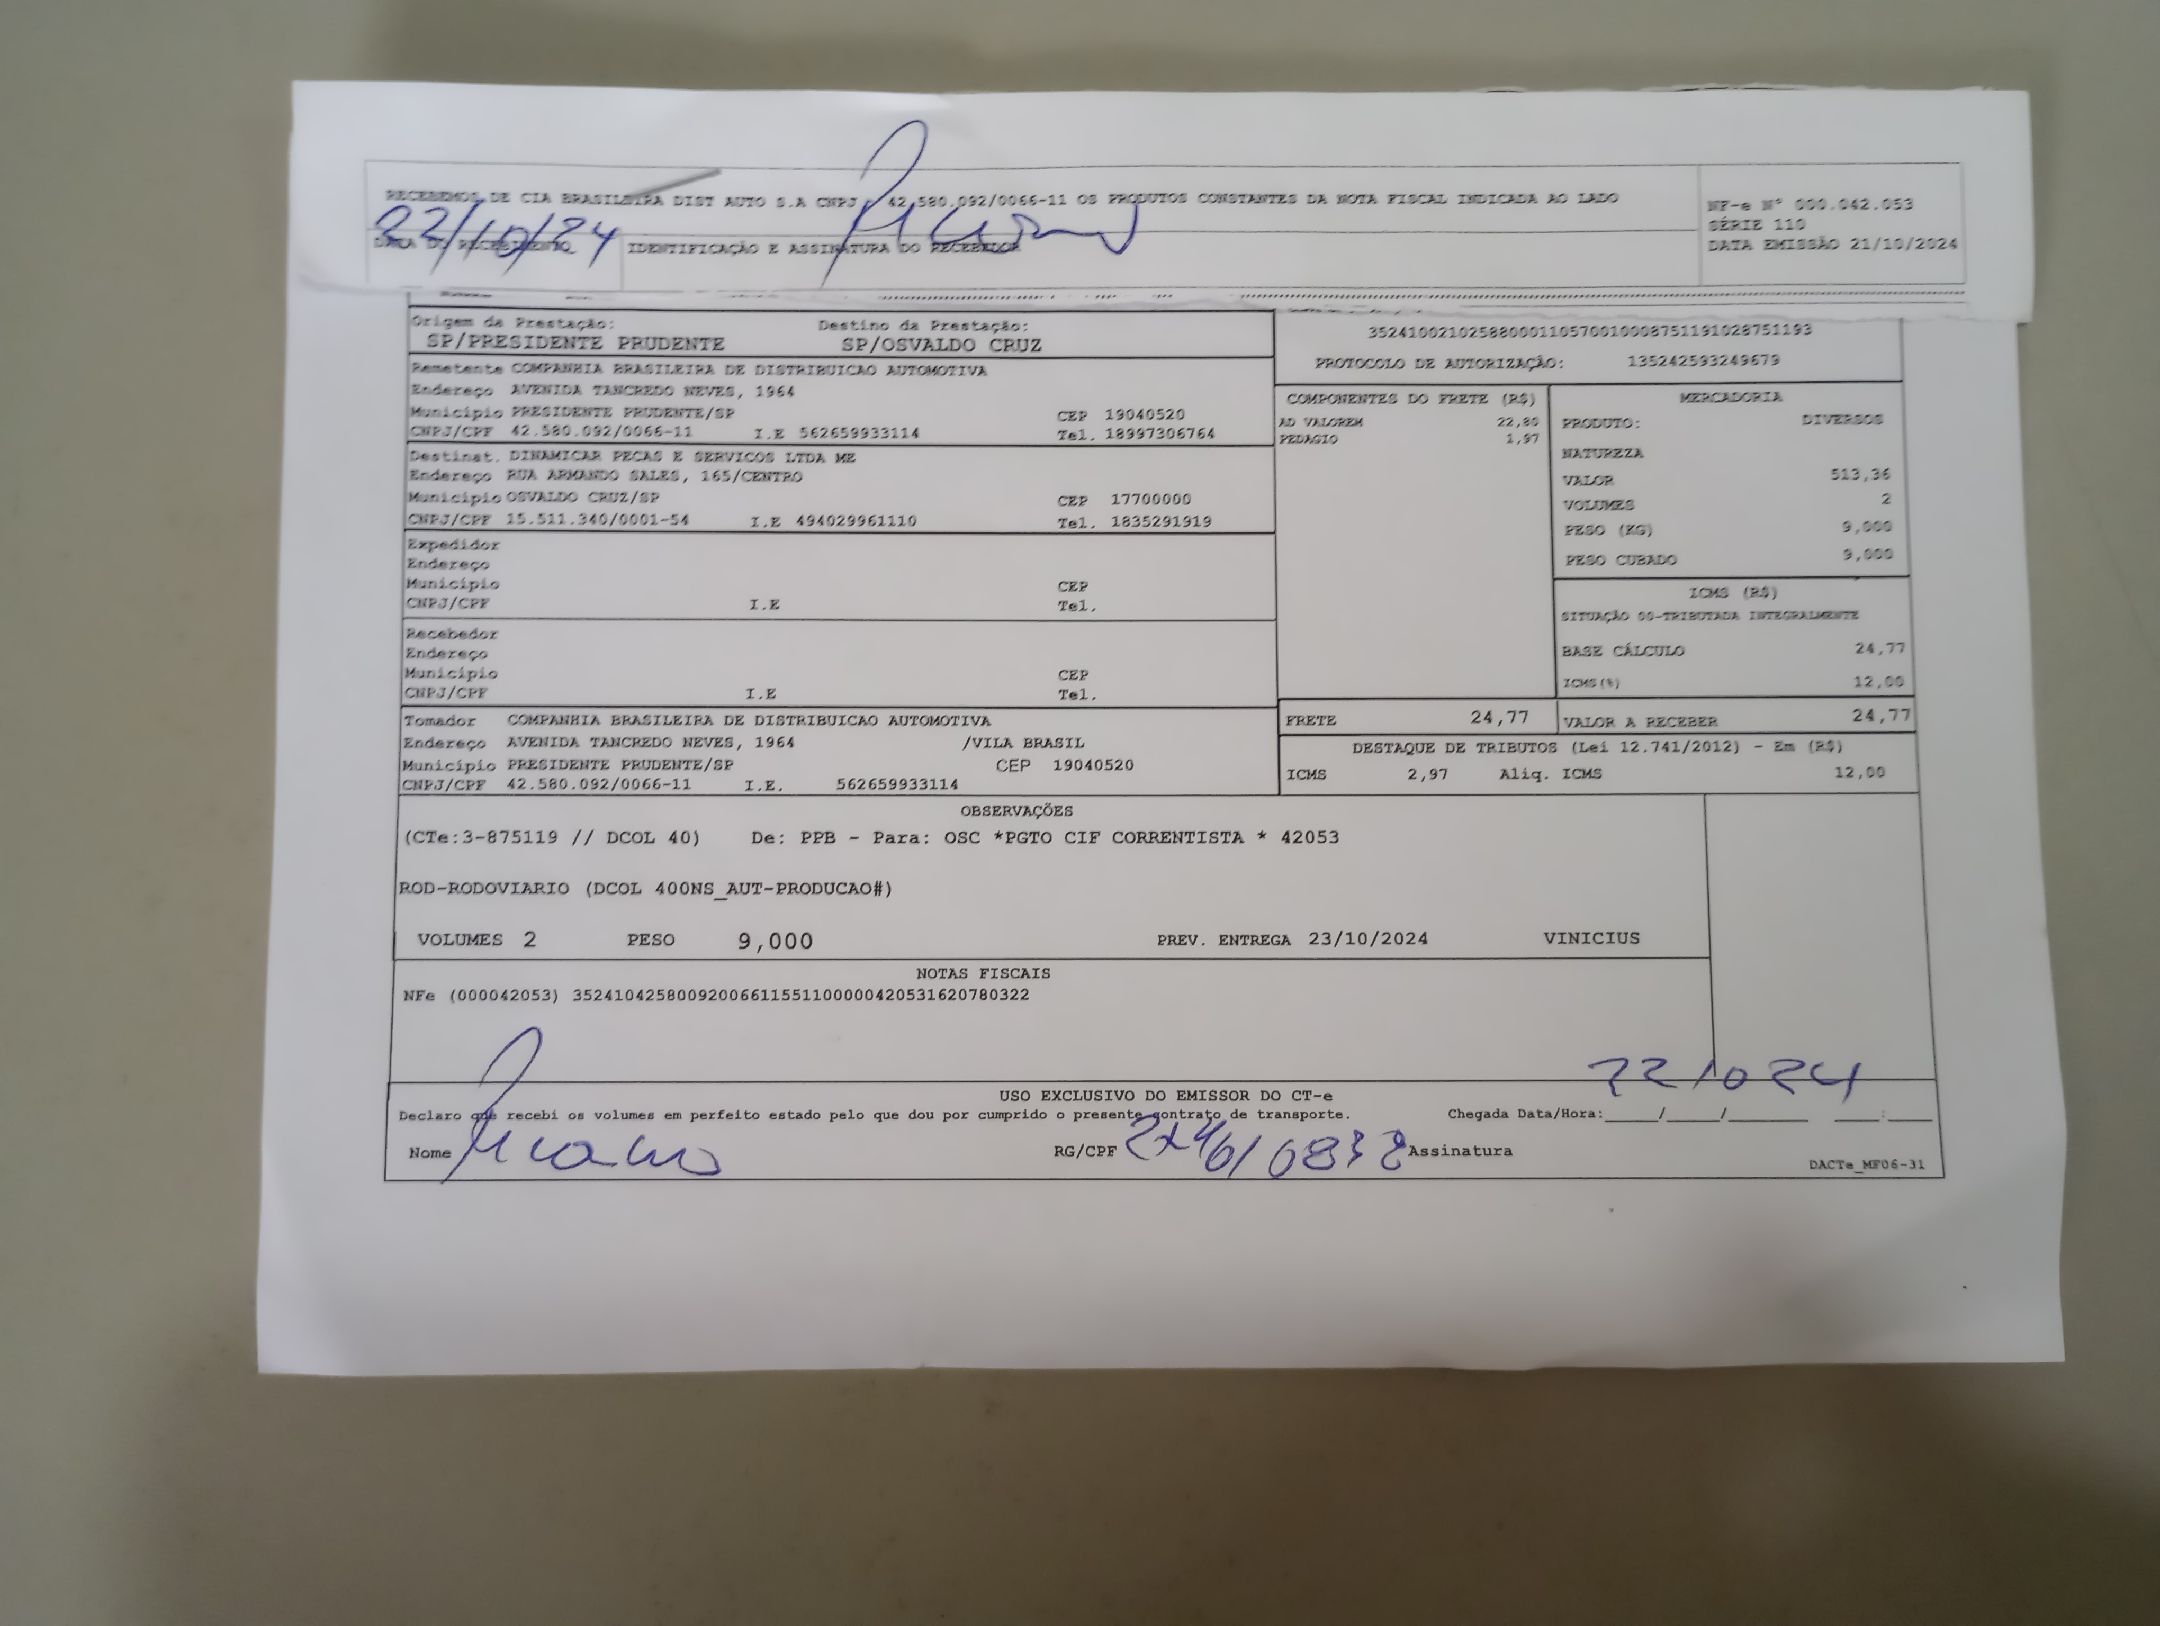 RECEBEMOS DE CIA BRASILEIRA DIST AUTO S.A CNPJ 42.580.092/0066-11 OS PRODUTOS CONSTANTES DA NOTA FISCAL INDICADA AO LADO
22/10/24
DATA DO RECEBIMENTO
IDENTIFICAÇÃO E ASSINATURA DO RECEBEDOR
NF-e N° 000.042.053
SÉRIE 110
DATA EMISSÃO 21/10/2024
Origem da Prestação: Destino da Prestação:
SP/PRESIDENTE PRUDENTE SP/OSVALDO CRUZ
Remetente COMPANHIA BRASILEIRA DE DISTRIBUICAO AUTOMOTIVA
Endereço AVENIDA TANCREDO NEVES, 1964
Município PRESIDENTE PRUDENTE/SP CEP 19040520
CNPJ/CPF 42.580.092/0066-11 I.E 562659933114 Tel. 18997306764
Destinat. DINAMICAR PECAS E SERVICOS LTDA ME
Endereço RUA ARMANDO SALES, 165/CENTRO
Município OSVALDO CRUZ/SP CEP 17700000
CNPJ/CPF 15.511.340/0001-54 I.E 494029961110 Tel. 1835291919
Expedidor
Endereço
Município CEP
CNPJ/CPF I.E Tel.
Recebedor
Endereço
Município CEP
CNPJ/CPF I.E Tel.
Tomador COMPANHIA BRASILEIRA DE DISTRIBUICAO AUTOMOTIVA
Endereço AVENIDA TANCREDO NEVES, 1964 /VILA BRASIL
Município PRESIDENTE PRUDENTE/SP CEP 19040520
CNPJ/CPF 42.580.092/0066-11 I.E. 562659933114
35241002102588000110570010008751191028751193
PROTOCOLO DE AUTORIZAÇÃO: 135242593249679
COMPONENTES DO FRETE (R$)
AD VALOREM 22,80
PEDAGIO 1,97
MERCADORIA
PRODUTO: DIVERSOS
NATUREZA
VALOR 513,36
VOLUMES 2
PESO (KG) 9,000
PESO CUBADO 9,000
ICMS (R$)
SITUAÇÃO 00-TRIBUTADA INTEGRALMENTE
BASE CÁLCULO 24,77
ICMS(%) 12,00
FRETE 24,77 VALOR A RECEBER 24,77
DESTAQUE DE TRIBUTOS (Lei 12.741/2012) - Em (R$)
ICMS 2,97 Aliq. ICMS 12,00
OBSERVAÇÕES
(CTe:3-875119 // DCOL 40) De: PPB - Para: OSC *PGTO CIF CORRENTISTA * 42053
ROD-RODOVIARIO (DCOL 400NS_AUT-PRODUCAO#)
VOLUMES 2 PESO 9,000 PREV. ENTREGA 23/10/2024 VINICIUS
NOTAS FISCAIS
NFe (000042053) 35241042580092006611551100000420531620780322
22 10 24
USO EXCLUSIVO DO EMISSOR DO CT-e
Declaro que recebi os volumes em perfeito estado pelo que dou por cumprido o presente contrato de transporte. Chegada Data/Hora:____/____/______ ___:___
Nome RG/CPF Assinatura
DACTe_MF06-31